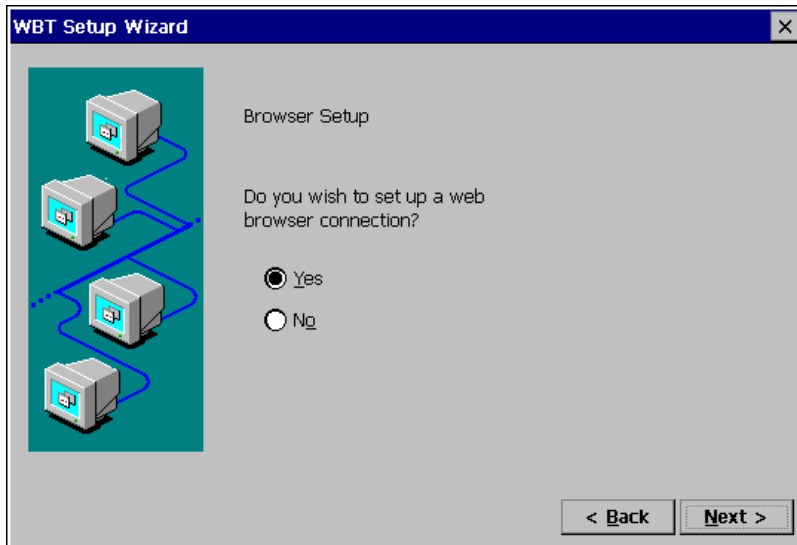 WBT Setup Wizard
Browser Setup
Do you wish to set up a web
browser connection?
Yes
No
< Back
Next >